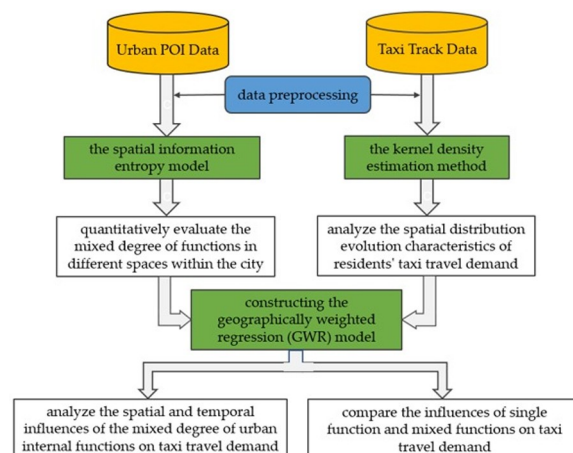 Urban POI Data
Taxi Track Data
data preprocessing
the spatial information
entropy model
the kernel density
estimation method
quantitatively evaluate the
mixed degree of functions in
different spaces within the city
analyze the spatial distribution
evolution characteristics of
residents' taxi travel demand
constructing the
geographically weighted
regression (GWR) model
analyze the spatial and temporal
influences of the mixed degree of urban
internal functions on taxi travel demand
compare the influences of single
function and mixed functions on taxi
travel demand